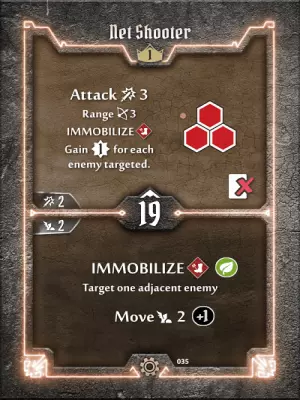 Net Shooter
1
Attack 3
Range 3
IMMOBILIZE
Gain 1 for each
enemy targeted.
2
19
2
IMMOBILIZE
Target one adjacent enemy
Move 2 +1
035